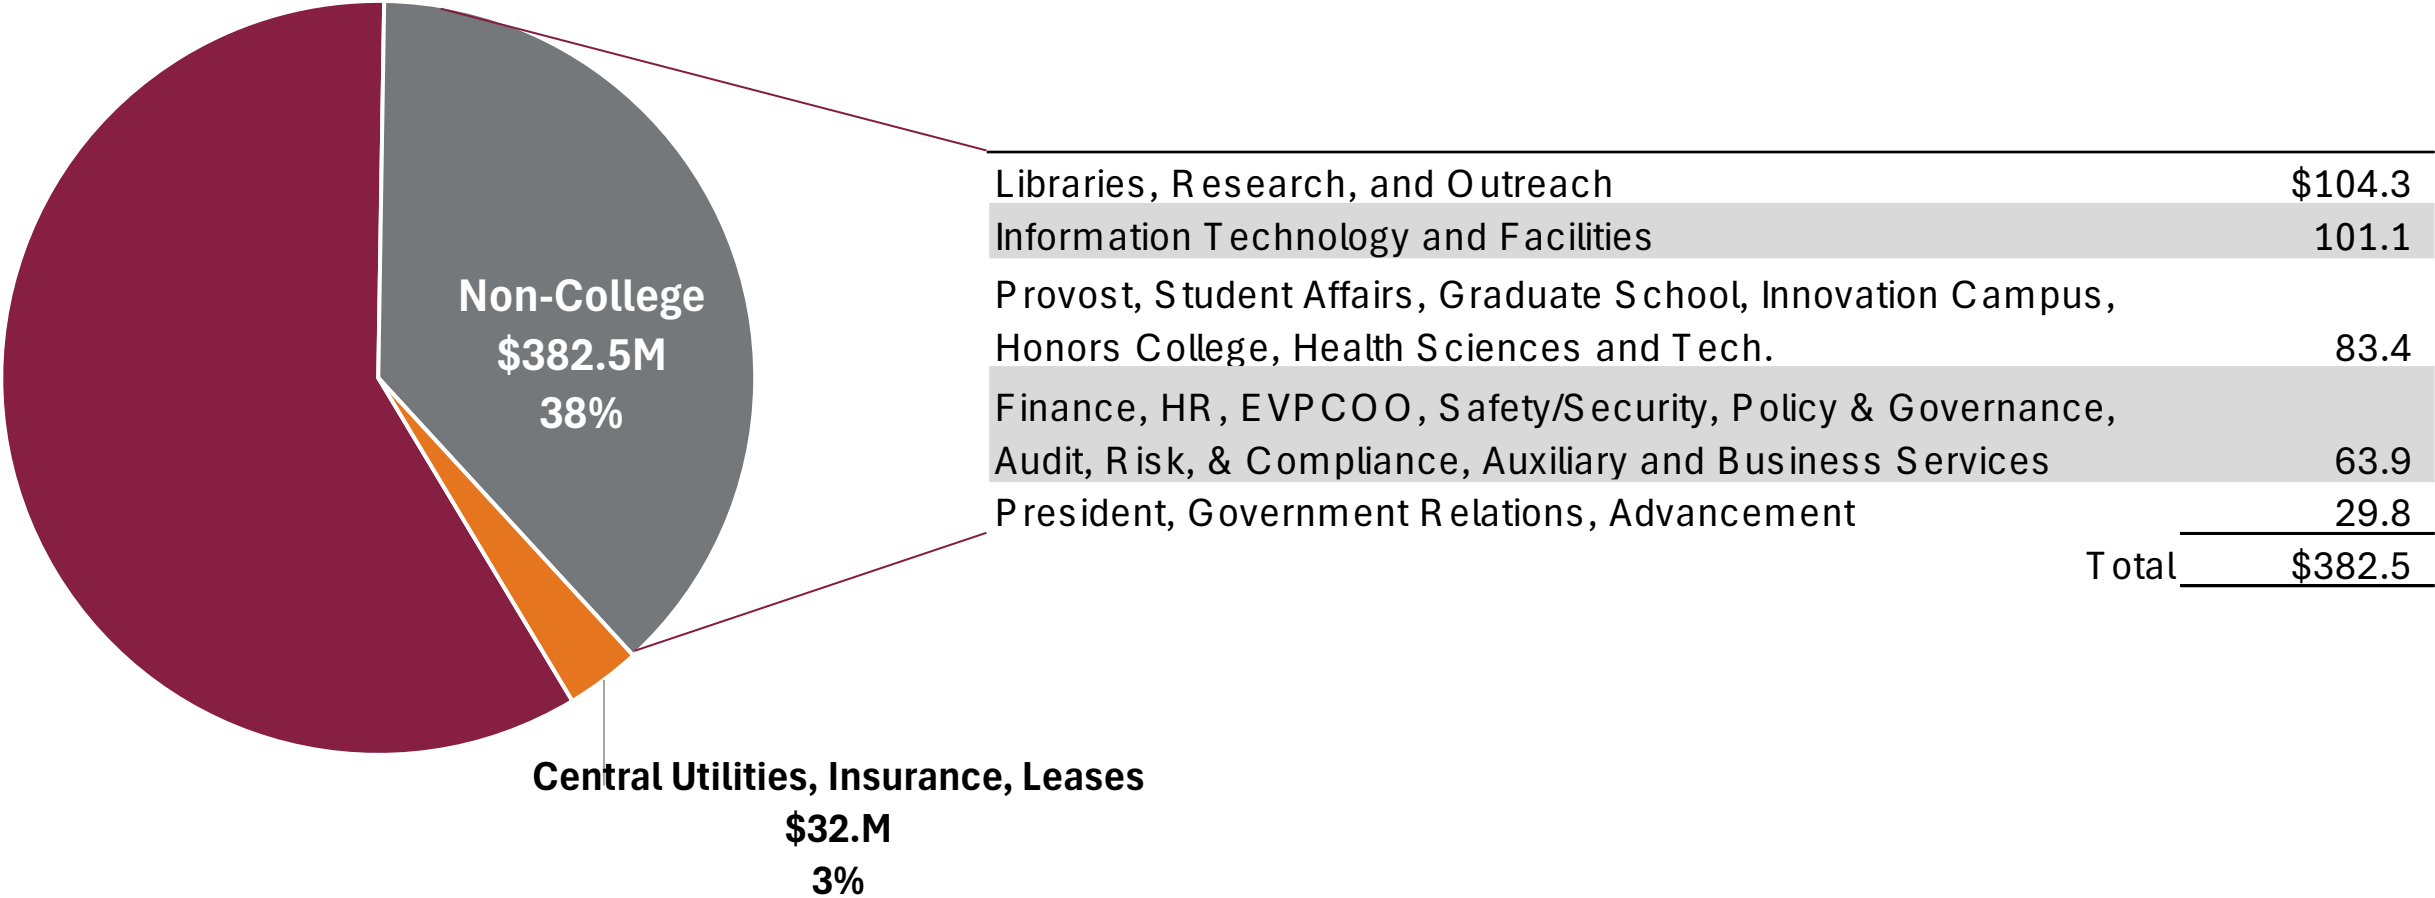 Non-College
$382.5M
38%
Libraries, Research, and Outreach $104.3
Information Technology and Facilities 101.1
Provost, Student Affairs, Graduate School, Innovation Campus,
Honors College, Health Sciences and Tech. 83.4
Finance, HR, EVPCOO, Safety/Security, Policy & Governance,
Audit, Risk, & Compliance, Auxiliary and Business Services 63.9
President, Government Relations, Advancement 29.8
Total $382.5
Central Utilities, Insurance, Leases
$32.M
3%